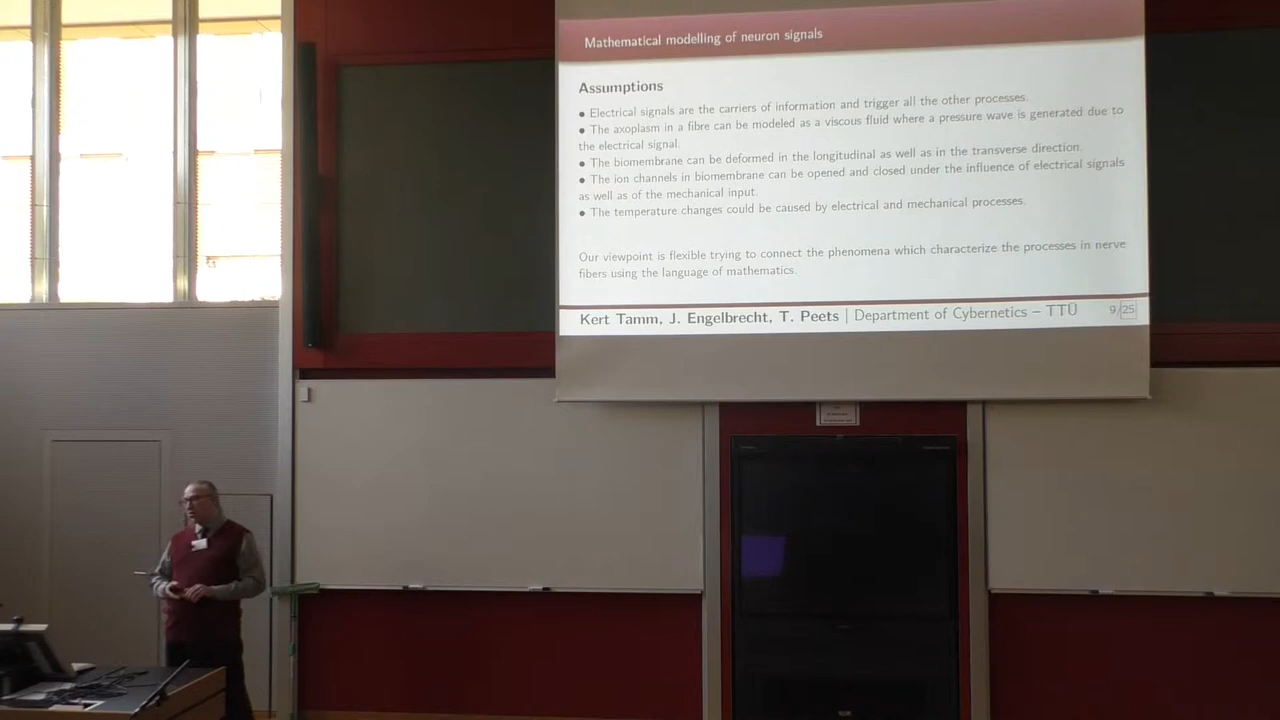 Mathematical modelling of neuron signals
Assumptions
• Electrical signals are the carriers of information and trigger all the other processes.
• The axoplasm in a fibre can be modeled as a viscous fluid where a pressure wave is generated due to
the electrical signal.
• The biomembrane can be deformed in the longitudinal as well as in the transverse direction.
• The ion channels in biomembrane can be opened and closed under the influence of electrical signals
as well as of the mechanical input.
• The temperature changes could be caused by electrical and mechanical processes.
Our viewpoint is flexible trying to connect the phenomena which characterize the processes in nerve
fibers using the language of mathematics.
Kert Tamm, J. Engelbrecht, T. Peets | Department of Cybernetics – TTÜ 9/25